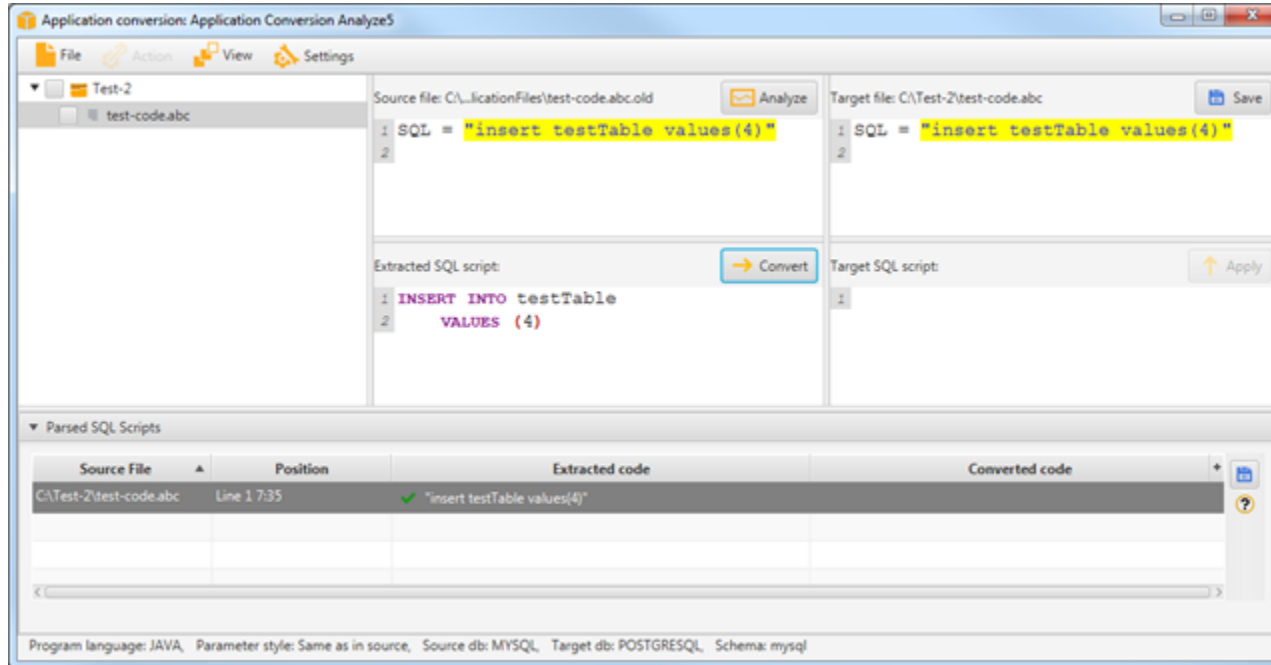 Application conversion: Application Conversion Analyze5
File Action View Settings
Test-2
test-code.abc
Source file: C:\...licationFiles\test-code.abc.old
Analyze
1 SQL = "insert testTable values(4)"
2
Target file: C:\Test-2\test-code.abc
Save
1 SQL = "insert testTable values(4)"
2
Extracted SQL script:
Convert
1 INSERT INTO testTable
2 VALUES (4)
Target SQL script:
Apply
1
Parsed SQL Scripts
Source File Position Extracted code Converted code
C:\Test-2\test-code.abc Line 1 7:35 "insert testTable values(4)"
Program language: JAVA, Parameter style: Same as in source, Source db: MYSQL, Target db: POSTGRESQL, Schema: mysql